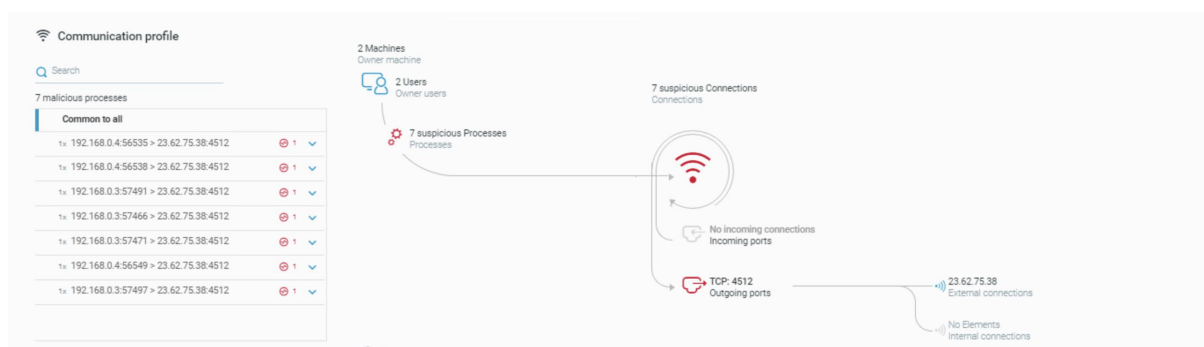 Communication profile
Search
7 malicious processes
Common to all
1x 192.168.0.4:56535 > 23.62.75.38:4512 1
1x 192.168.0.4:56538 > 23.62.75.38:4512 1
1x 192.168.0.3:57491 > 23.62.75.38:4512 1
1x 192.168.0.3:57466 > 23.62.75.38:4512 1
1x 192.168.0.3:57471 > 23.62.75.38:4512 1
1x 192.168.0.4:56549 > 23.62.75.38:4512 1
1x 192.168.0.3:57497 > 23.62.75.38:4512 1
2 Machines
Owner machine
2 Users
Owner users
7 suspicious Processes
Processes
7 suspicious Connections
Connections
No incoming connections
Incoming ports
TCP: 4512
Outgoing ports
23.62.75.38
External connections
No Elements
Internal connections